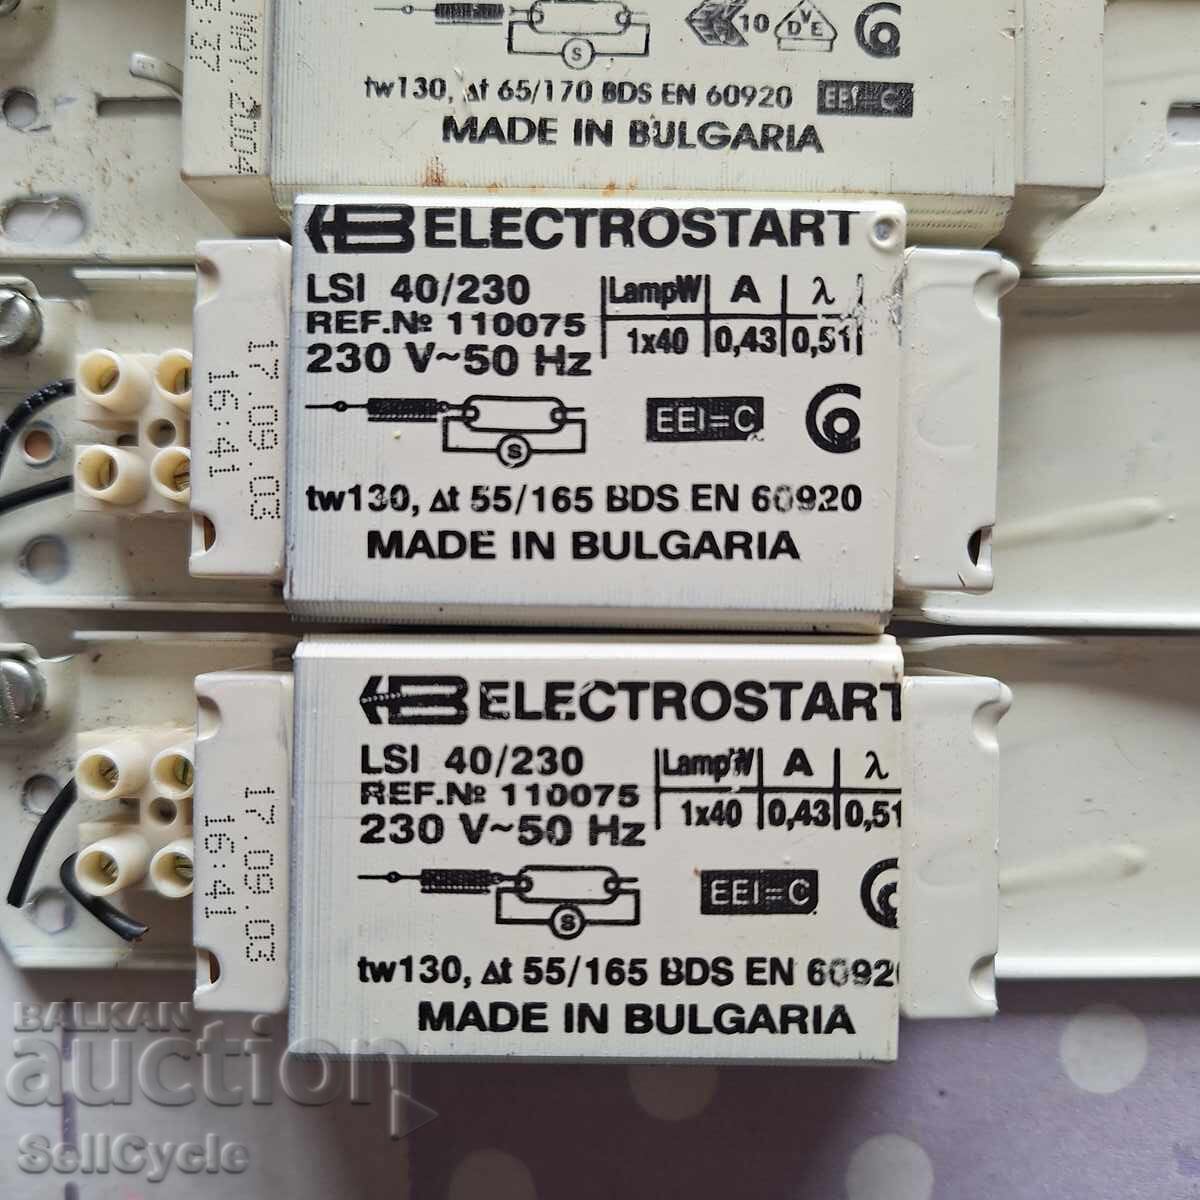 10 VDE
S
tw130, Δt 65/170 BDS EN 60920 EEI=C
MADE IN BULGARIA
MAY.2004
ELECTROSTART
LSI 40/230
REF.№ 110075
230 V~50 Hz
LampW A λ
1x40 0,43 0,51
EEI=C
S
tw130, Δt 55/165 BDS EN 60920
MADE IN BULGARIA
17.09.03
16:41
ELECTROSTART
LSI 40/230
REF.№ 110075
230 V~50 Hz
LampW A λ
1x40 0,43 0,51
EEI=C
S
tw130, Δt 55/165 BDS EN 6092
MADE IN BULGARIA
17.09.03
16:41
BALKAN
auction
SellCycle